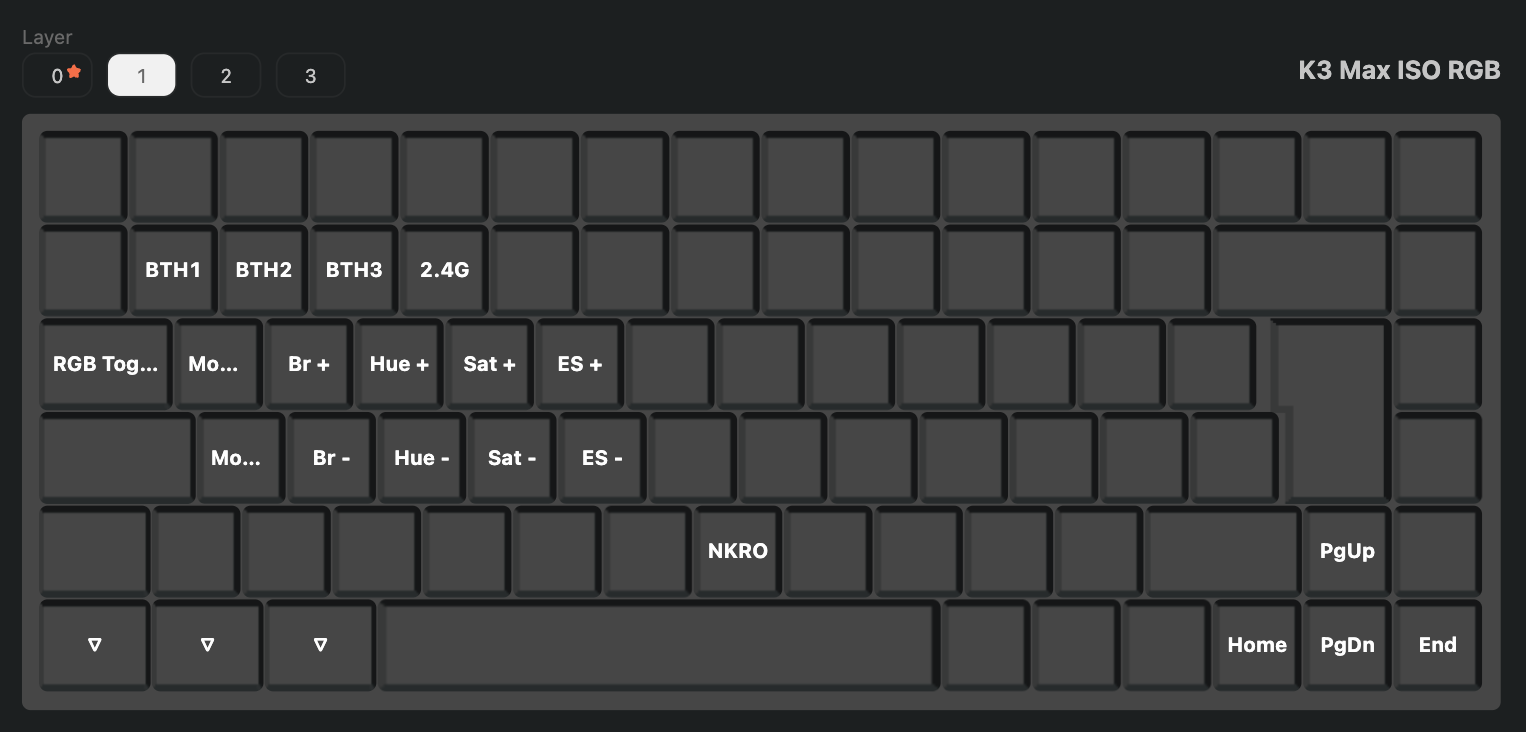 Layer
0 1 2 3
K3 Max ISO RGB
BTH1 BTH2 BTH3 2.4G
RGB Tog... Mo... Br + Hue + Sat + ES +
Mo... Br - Hue - Sat - ES -
NKRO PgUp
▽ ▽ ▽ Home PgDn End